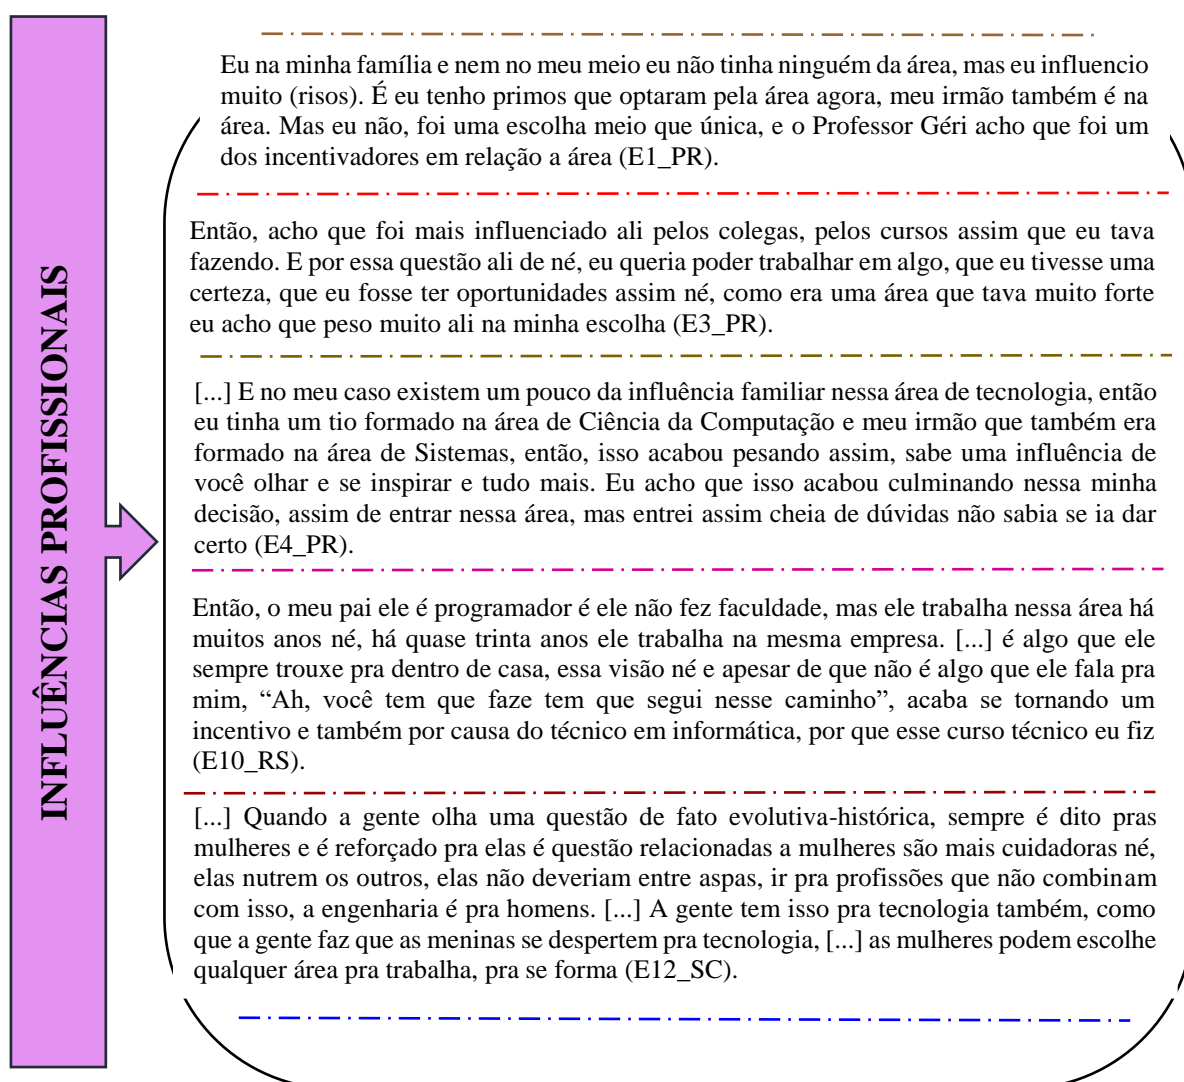 INFLUÊNCIAS PROFISSIONAIS
Eu na minha família e nem no meu meio eu não tinha ninguém da área, mas eu influencio
muito (risos). É eu tenho primos que optaram pela área agora, meu irmão também é na
área. Mas eu não, foi uma escolha meio que única, e o Professor Géri acho que foi um
dos incentivadores em relação a área (E1_PR).
Então, acho que foi mais influenciado ali pelos colegas, pelos cursos assim que eu tava
fazendo. E por essa questão ali de né, eu queria poder trabalhar em algo, que eu tivesse uma
certeza, que eu fosse ter oportunidades assim né, como era uma área que tava muito forte
eu acho que peso muito ali na minha escolha (E3_PR).
[...] E no meu caso existem um pouco da influência familiar nessa área de tecnologia, então
eu tinha um tio formado na área de Ciência da Computação e meu irmão que também era
formado na área de Sistemas, então, isso acabou pesando assim, sabe uma influência de
você olhar e se inspirar e tudo mais. Eu acho que isso acabou culminando nessa minha
decisão, assim de entrar nessa área, mas entrei assim cheia de dúvidas não sabia se ia dar
certo (E4_PR).
Então, o meu pai ele é programador é ele não fez faculdade, mas ele trabalha nessa área há
muitos anos né, há quase trinta anos ele trabalha na mesma empresa. [...] é algo que ele
sempre trouxe pra dentro de casa, essa visão né e apesar de que não é algo que ele fala pra
mim, “Ah, você tem que faze tem que segui nesse caminho”, acaba se tornando um
incentivo e também por causa do técnico em informática, por que esse curso técnico eu fiz
(E10_RS).
[...] Quando a gente olha uma questão de fato evolutiva-histórica, sempre é dito pras
mulheres e é reforçado pra elas é questão relacionadas a mulheres são mais cuidadoras né,
elas nutrem os outros, elas não deveriam entre aspas, ir pra profissões que não combinam
com isso, a engenharia é pra homens. [...] A gente tem isso pra tecnologia também, como
que a gente faz que as meninas se despertem pra tecnologia, [...] as mulheres podem escolhe
qualquer área pra trabalha, pra se forma (E12_SC).